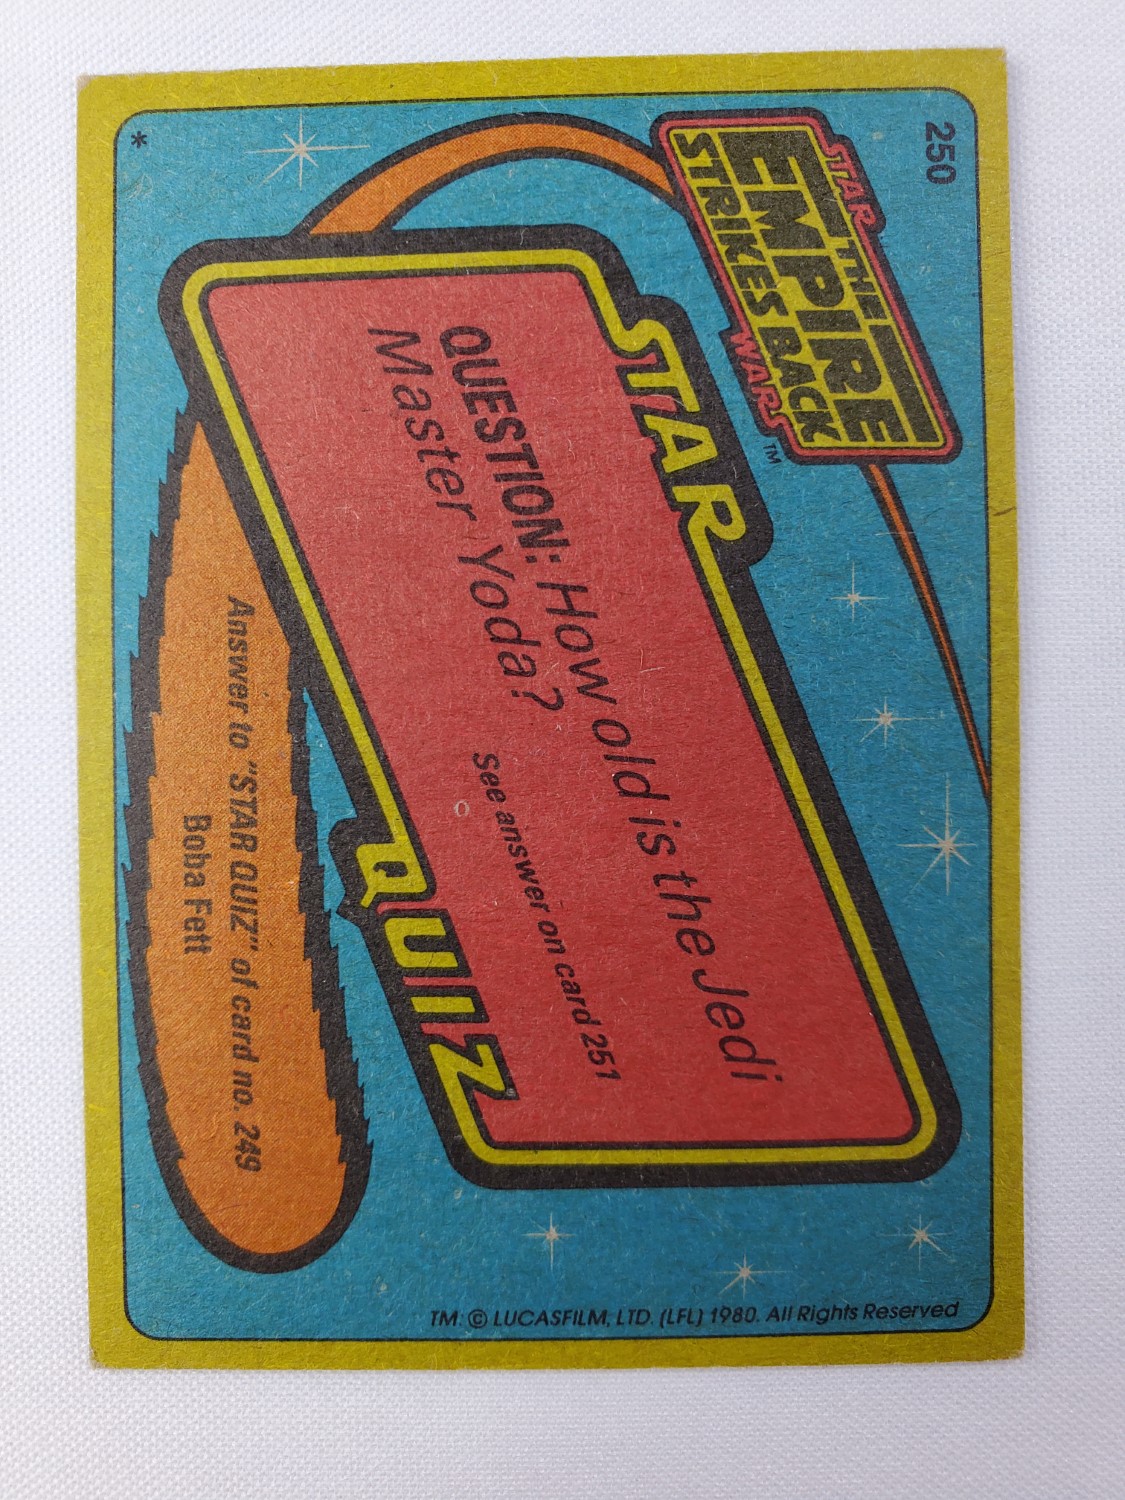 250
STAR
THE
EMPIRE
STRIKES BACK
WARS™
STAR
QUESTION: How old is the Jedi
Master Yoda?
See answer on card 251
QUIZ
Answer to "STAR QUIZ" of card no. 249
Boba Fett
*
TM: © LUCASFILM, LTD. (LFL) 1980. All Rights Reserved